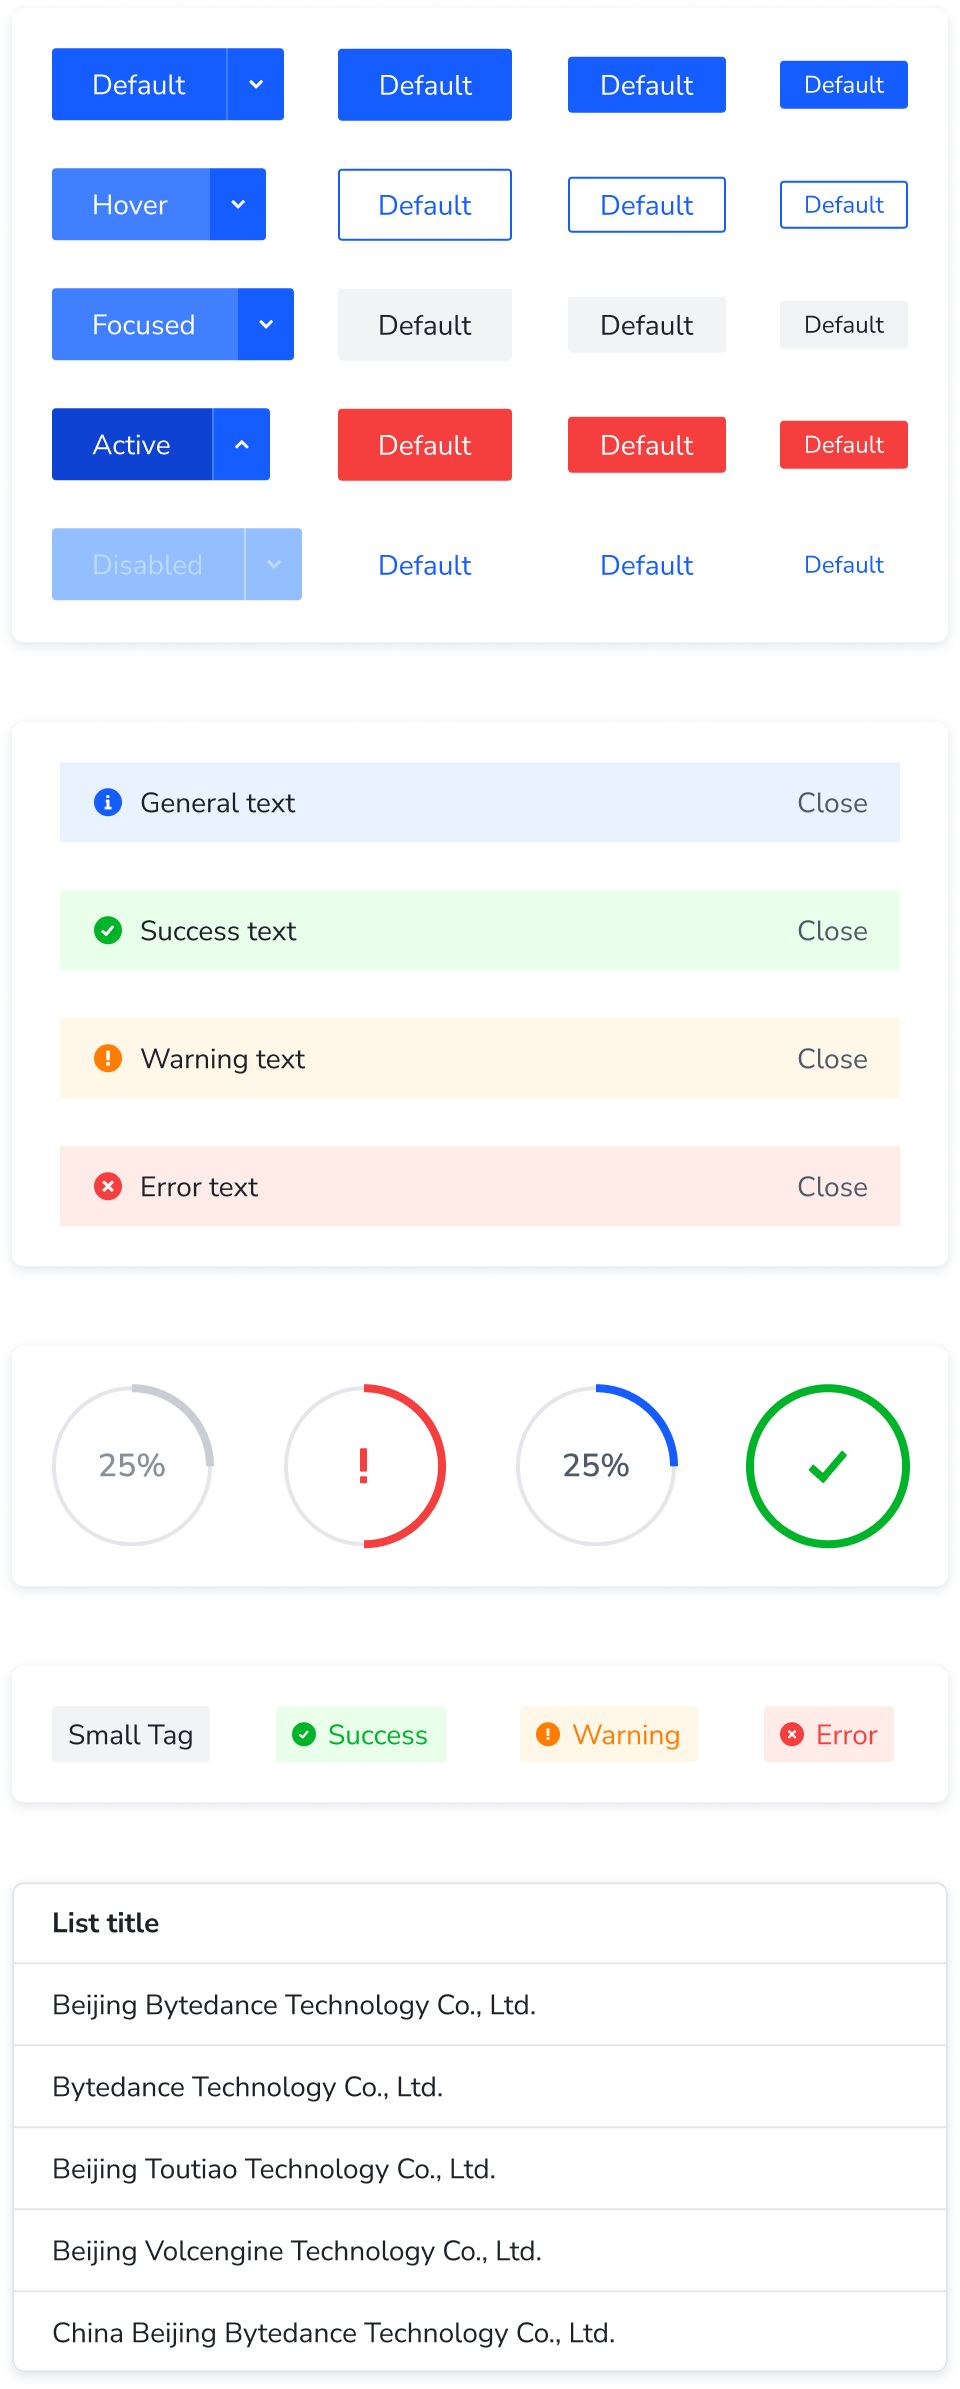 Default Default Default Default
Hover Default Default Default
Focused Default Default Default
Active Default Default Default
Disabled Default Default Default
General text Close
Success text Close
Warning text Close
Error text Close
25% 25%
Small Tag Success Warning Error
List title
Beijing Bytedance Technology Co., Ltd.
Bytedance Technology Co., Ltd.
Beijing Toutiao Technology Co., Ltd.
Beijing Volcengine Technology Co., Ltd.
China Beijing Bytedance Technology Co., Ltd.